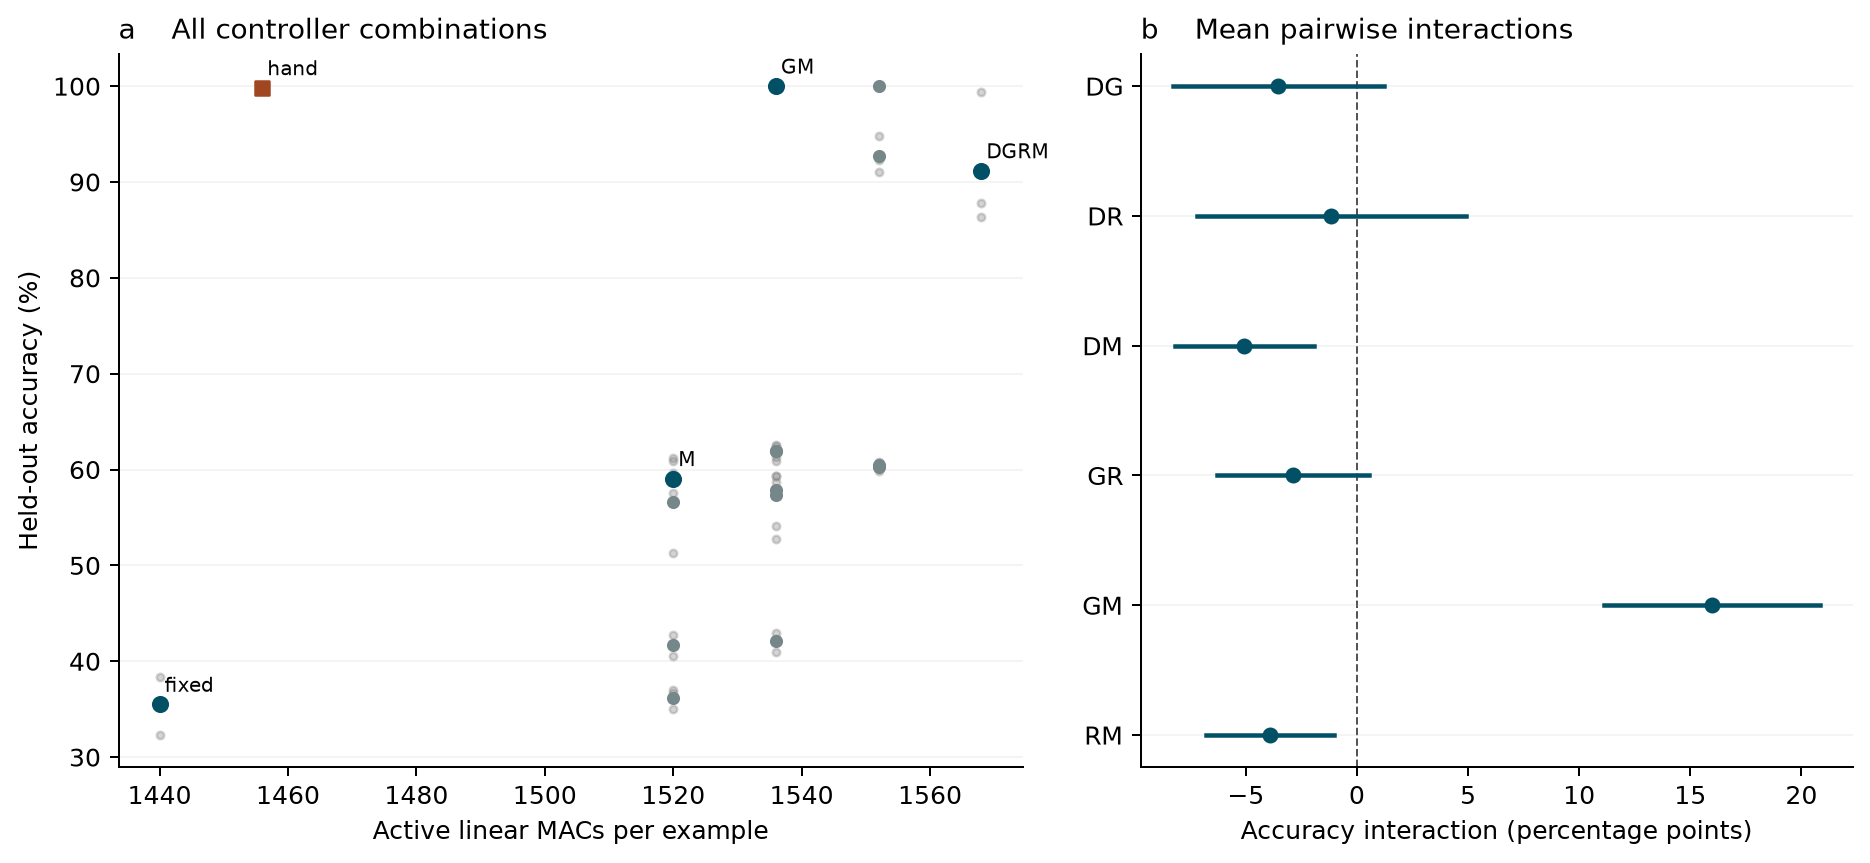 a All controller combinations
hand
GM
DGRM
M
fixed
100
90
80
70
60
50
40
30
Held-out accuracy (%)
1440 1460 1480 1500 1520 1540 1560
Active linear MACs per example
b Mean pairwise interactions
DG
DR
DM
GR
GM
RM
−5 0 5 10 15 20
Accuracy interaction (percentage points)